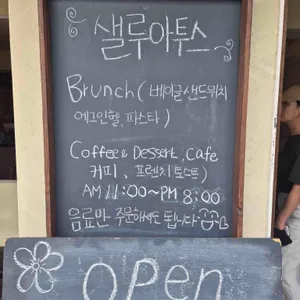 샐루아투스
Brunch (베이글샌드위치
에그인헬, 파스타)
Coffee & Dessert, Cafe
커피, 프렌치토스트)
AM 11:00~PM 8:00
음료만 주문하셔도 됩니다
open